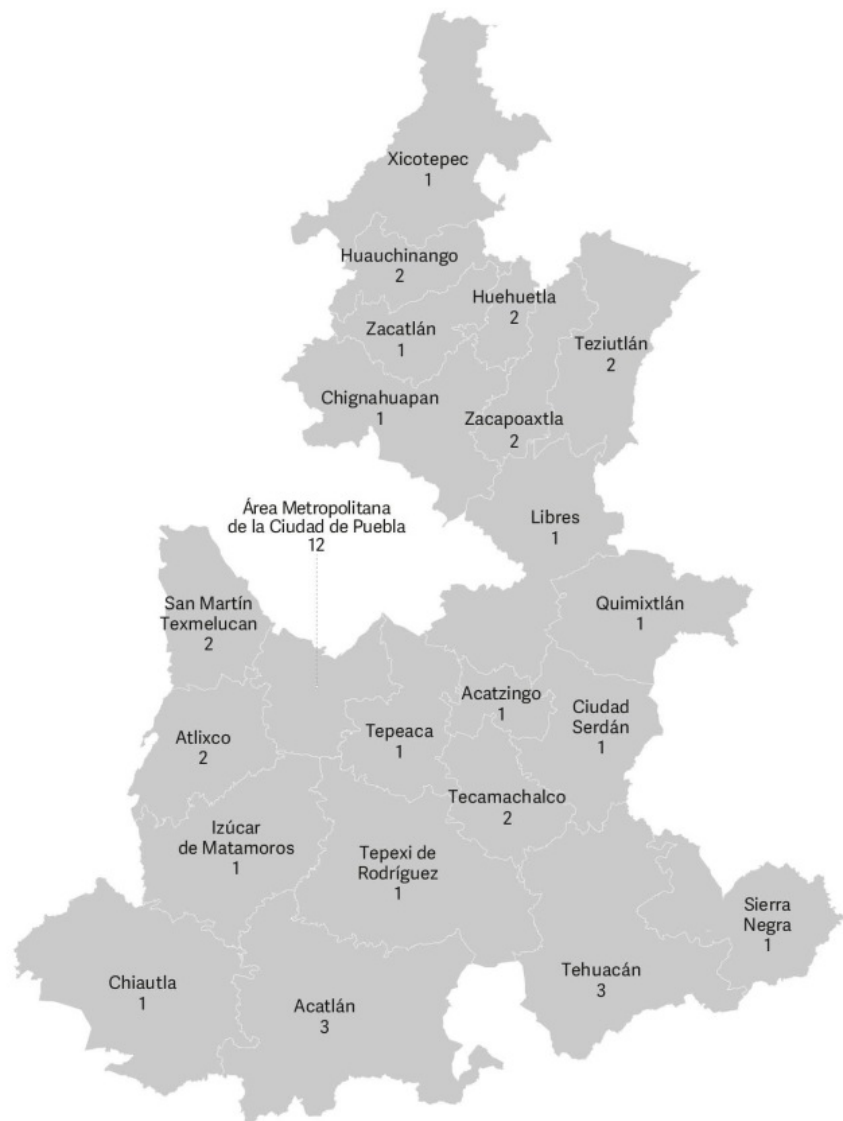 Xicotepec
1
Huauchinango
2
Huehuetla
2
Zacatlán
1
Teziutlán
2
Chignahuapan
1
Zacapoaxtla
2
Área Metropolitana
de la Ciudad de Puebla
12
Libres
1
San Martín
Texmelucan
2
Quimixtlán
1
Acatzingo
1
Ciudad
Serdán
1
Atlixco
2
Tepeaca
1
Tecamachalco
2
Izúcar
de Matamoros
1
Tepexi de
Rodríguez
1
Sierra
Negra
1
Chiautla
1
Acatlán
3
Tehuacán
3